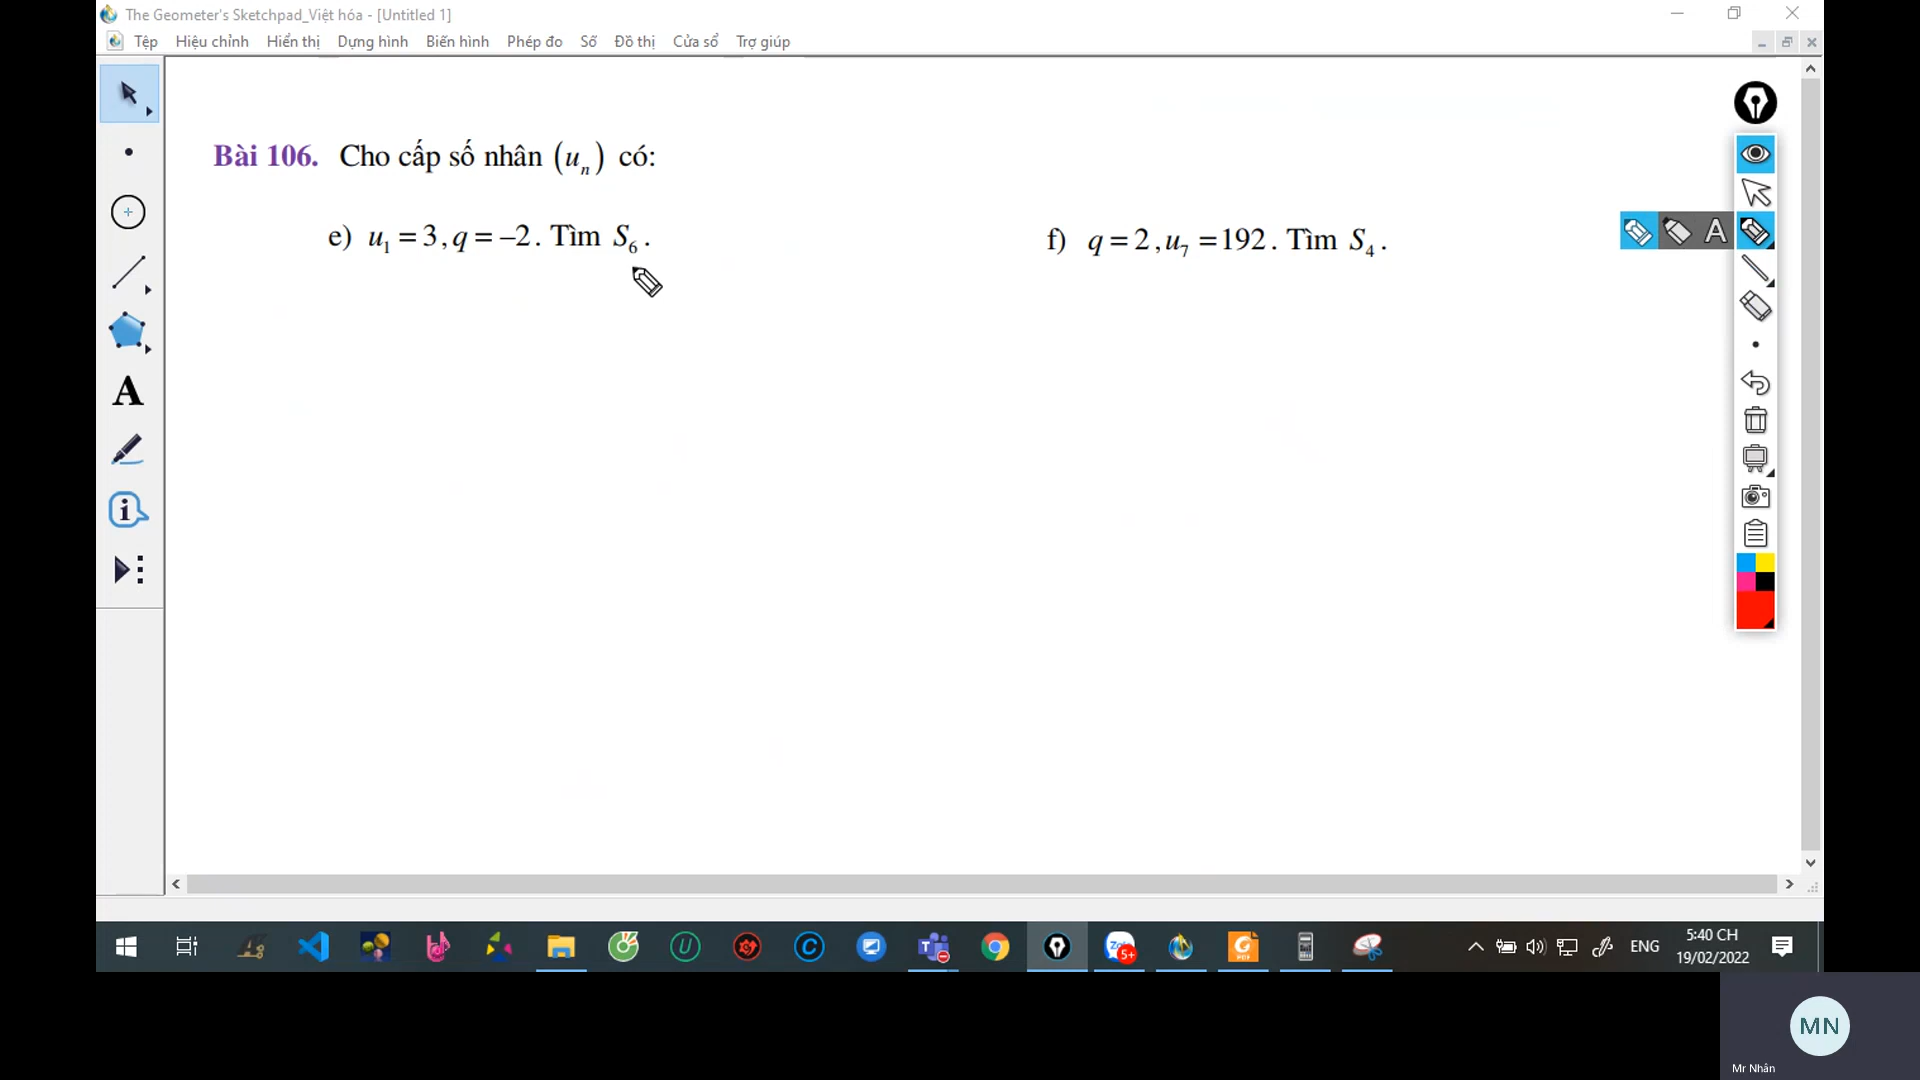 The Geometer's Sketchpad_Việt hóa - [Untitled 1]
Tệp Hiệu chỉnh Hiển thị Dựng hình Biến hình Phép đo Số Đồ thị Cửa sổ Trợ giúp
Bài 106. Cho cấp số nhân (uₙ) có:
e) u₁ = 3, q = –2. Tìm S₆.
f) q = 2, u₇ = 192. Tìm S₄.
A
A
ENG
5:40 CH
19/02/2022
Zalo
5+
MN
Mr Nhân